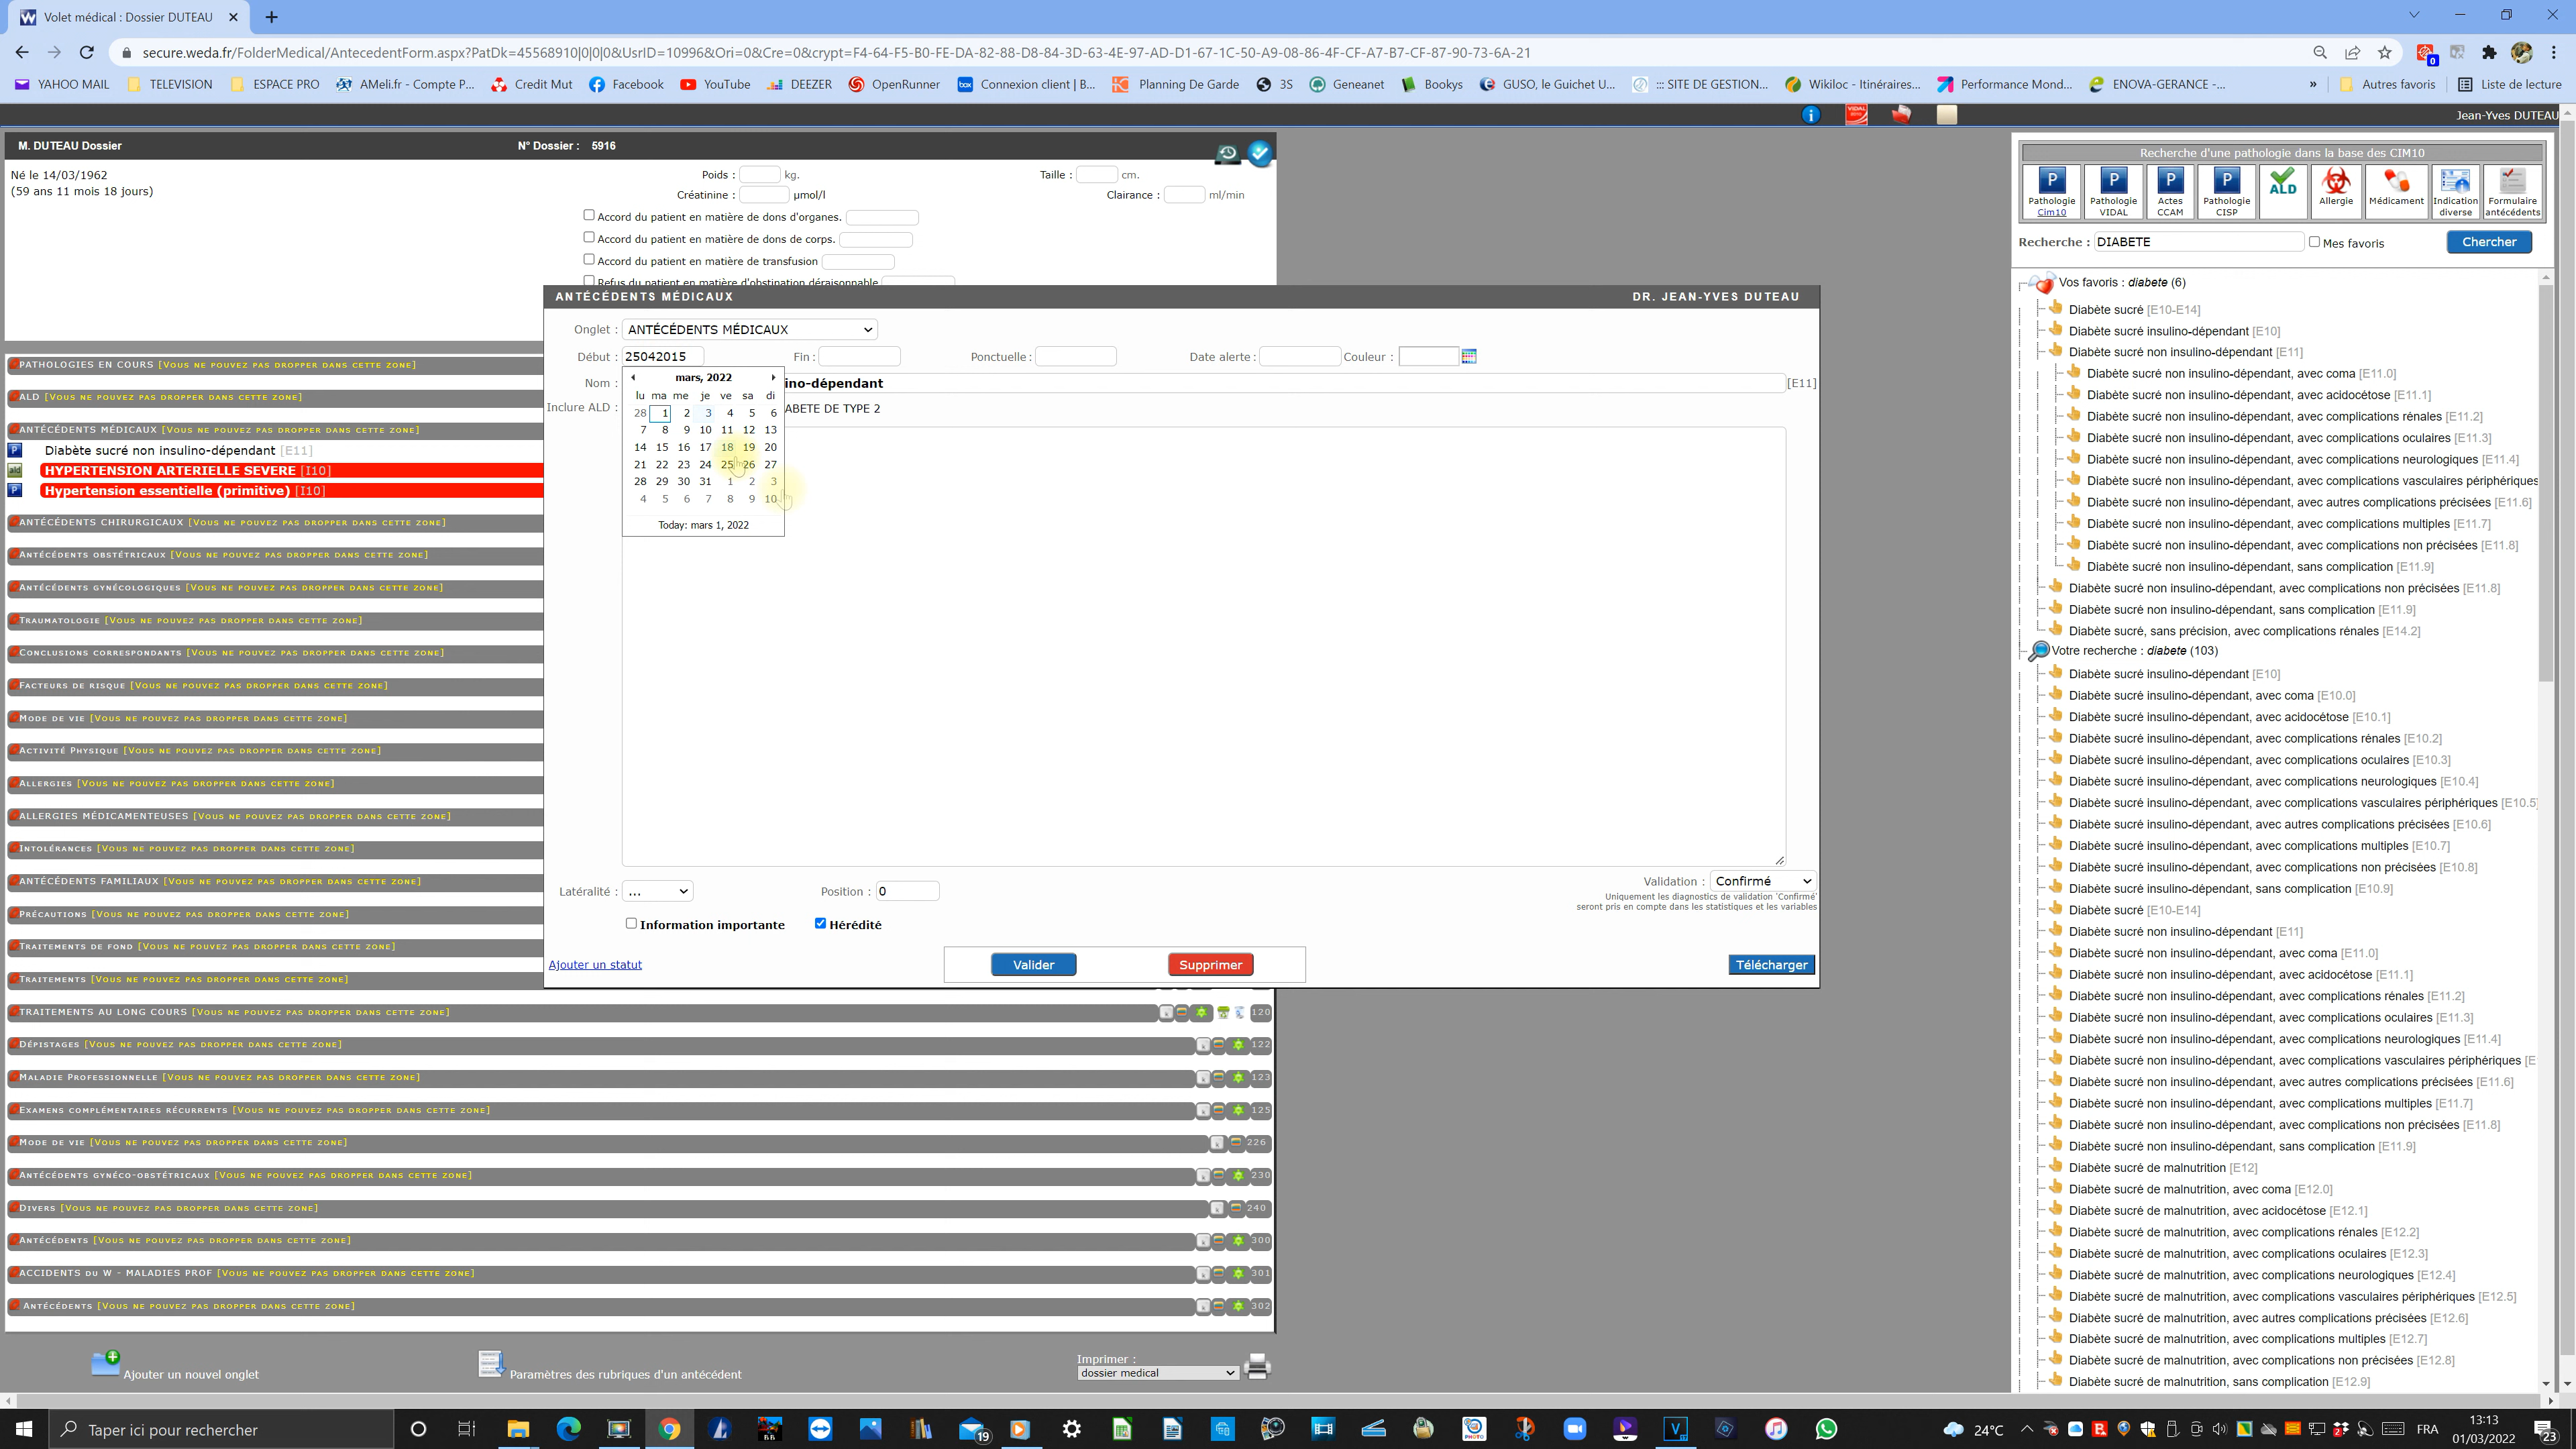 Volet médical : Dossier DUTEAU
secure.weda.fr/FolderMedical/AntecedentForm.aspx?PatDk=45568910|0|0|0&UsrID=10996&Ori=0&Cre=0&crypt=F4-64-F5-B0-FE-DA-82-88-D8-84-3D-63-4E-97-AD-D1-67-1C-50-A9-08-86-4F-CF-A7-B7-CF-87-90-73-6A-21
YAHOO MAIL TELEVISION ESPACE PRO AMeli.fr - Compte P... Credit Mut Facebook YouTube DEEZER OpenRunner Connexion client | B... Planning De Garde 3S Geneanet Bookys GUSO, le Guichet U... ::: SITE DE GESTION... Wikiloc - Itinéraires... Performance Mond... ENOVA-GERANCE -... » Autres favoris Liste de lecture
Jean-Yves DUTEAU
M. DUTEAU Dossier N° Dossier : 5916
Né le 14/03/1962
(59 ans 11 mois 18 jours)
Poids : kg. Taille : cm.
Créatinine : µmol/l Clairance : ml/min
Accord du patient en matière de dons d'organes.
Accord du patient en matière de dons de corps.
Accord du patient en matière de transfusion
Refus du patient en matière d'obstination déraisonnable
PATHOLOGIES EN COURS [VOUS NE POUVEZ PAS DROPPER DANS CETTE ZONE]
ALD [VOUS NE POUVEZ PAS DROPPER DANS CETTE ZONE]
ANTÉCÉDENTS MÉDICAUX [VOUS NE POUVEZ PAS DROPPER DANS CETTE ZONE]
Diabète sucré non insulino-dépendant [E11]
ald HYPERTENSION ARTERIELLE SEVERE [I10]
Hypertension essentielle (primitive) [I10]
ANTÉCÉDENTS CHIRURGICAUX [VOUS NE POUVEZ PAS DROPPER DANS CETTE ZONE]
ANTÉCÉDENTS OBSTÉTRICAUX [VOUS NE POUVEZ PAS DROPPER DANS CETTE ZONE]
ANTÉCÉDENTS GYNÉCOLOGIQUES [VOUS NE POUVEZ PAS DROPPER DANS CETTE ZONE]
TRAUMATOLOGIE [VOUS NE POUVEZ PAS DROPPER DANS CETTE ZONE]
CONCLUSIONS CORRESPONDANTS [VOUS NE POUVEZ PAS DROPPER DANS CETTE ZONE]
FACTEURS DE RISQUE [VOUS NE POUVEZ PAS DROPPER DANS CETTE ZONE]
MODE DE VIE [VOUS NE POUVEZ PAS DROPPER DANS CETTE ZONE]
ACTIVITÉ PHYSIQUE [VOUS NE POUVEZ PAS DROPPER DANS CETTE ZONE]
ALLERGIES [VOUS NE POUVEZ PAS DROPPER DANS CETTE ZONE]
ALLERGIES MÉDICAMENTEUSES [VOUS NE POUVEZ PAS DROPPER DANS CETTE ZONE]
INTOLÉRANCES [VOUS NE POUVEZ PAS DROPPER DANS CETTE ZONE]
ANTÉCÉDENTS FAMILIAUX [VOUS NE POUVEZ PAS DROPPER DANS CETTE ZONE]
PRÉCAUTIONS [VOUS NE POUVEZ PAS DROPPER DANS CETTE ZONE]
TRAITEMENTS DE FOND [VOUS NE POUVEZ PAS DROPPER DANS CETTE ZONE]
TRAITEMENTS [VOUS NE POUVEZ PAS DROPPER DANS CETTE ZONE]
TRAITEMENTS AU LONG COURS [VOUS NE POUVEZ PAS DROPPER DANS CETTE ZONE] 120
DÉPISTAGES [VOUS NE POUVEZ PAS DROPPER DANS CETTE ZONE] 122
MALADIE PROFESSIONNELLE [VOUS NE POUVEZ PAS DROPPER DANS CETTE ZONE] 123
EXAMENS COMPLÉMENTAIRES RÉCURRENTS [VOUS NE POUVEZ PAS DROPPER DANS CETTE ZONE] 125
MODE DE VIE [VOUS NE POUVEZ PAS DROPPER DANS CETTE ZONE] 226
ANTÉCÉDENTS GYNÉCO-OBSTÉTRICAUX [VOUS NE POUVEZ PAS DROPPER DANS CETTE ZONE] 230
DIVERS [VOUS NE POUVEZ PAS DROPPER DANS CETTE ZONE] 240
ANTÉCÉDENTS [VOUS NE POUVEZ PAS DROPPER DANS CETTE ZONE] 300
ACCIDENTS DU W - MALADIES PROF [VOUS NE POUVEZ PAS DROPPER DANS CETTE ZONE] 301
ANTÉCÉDENTS [VOUS NE POUVEZ PAS DROPPER DANS CETTE ZONE] 302
Ajouter un nouvel onglet Paramètres des rubriques d'un antécédent
Imprimer :
dossier medical
ANTÉCÉDENTS MÉDICAUX DR. JEAN-YVES DUTEAU
Onglet : ANTÉCÉDENTS MÉDICAUX
Début : 25042015 Fin : Ponctuelle : Date alerte : Couleur :
Nom : ino-dépendant [E11]
Inclure ALD : ABETE DE TYPE 2
mars, 2022
lu ma me je ve sa di
28 1 2 3 4 5 6
7 8 9 10 11 12 13
14 15 16 17 18 19 20
21 22 23 24 25 26 27
28 29 30 31 1 2 3
4 5 6 7 8 9 10
Today: mars 1, 2022
Latéralité : ... Position : 0 Validation : Confirmé
Uniquement les diagnostics de validation 'Confirmé'
seront pris en compte dans les statistiques et les variables
Information importante Hérédité
Ajouter un statut Valider Supprimer Télécharger
Recherche d'une pathologie dans la base des CIM10
Pathologie Cim10
Pathologie VIDAL
Actes CCAM
Pathologie CISP
ALD
Allergie
Médicament
Indication diverse
Formulaire antécédents
Recherche : DIABETE Mes favoris Chercher
Vos favoris : diabete (6)
Diabète sucré [E10-E14]
Diabète sucré insulino-dépendant [E10]
Diabète sucré non insulino-dépendant [E11]
Diabète sucré non insulino-dépendant, avec coma [E11.0]
Diabète sucré non insulino-dépendant, avec acidocétose [E11.1]
Diabète sucré non insulino-dépendant, avec complications rénales [E11.2]
Diabète sucré non insulino-dépendant, avec complications oculaires [E11.3]
Diabète sucré non insulino-dépendant, avec complications neurologiques [E11.4]
Diabète sucré non insulino-dépendant, avec complications vasculaires périphériques
Diabète sucré non insulino-dépendant, avec autres complications précisées [E11.6]
Diabète sucré non insulino-dépendant, avec complications multiples [E11.7]
Diabète sucré non insulino-dépendant, avec complications non précisées [E11.8]
Diabète sucré non insulino-dépendant, sans complication [E11.9]
Diabète sucré non insulino-dépendant, avec complications non précisées [E11.8]
Diabète sucré non insulino-dépendant, sans complication [E11.9]
Diabète sucré, sans précision, avec complications rénales [E14.2]
Votre recherche : diabete (103)
Diabète sucré insulino-dépendant [E10]
Diabète sucré insulino-dépendant, avec coma [E10.0]
Diabète sucré insulino-dépendant, avec acidocétose [E10.1]
Diabète sucré insulino-dépendant, avec complications rénales [E10.2]
Diabète sucré insulino-dépendant, avec complications oculaires [E10.3]
Diabète sucré insulino-dépendant, avec complications neurologiques [E10.4]
Diabète sucré insulino-dépendant, avec complications vasculaires périphériques [E10.5]
Diabète sucré insulino-dépendant, avec autres complications précisées [E10.6]
Diabète sucré insulino-dépendant, avec complications multiples [E10.7]
Diabète sucré insulino-dépendant, avec complications non précisées [E10.8]
Diabète sucré insulino-dépendant, sans complication [E10.9]
Diabète sucré [E10-E14]
Diabète sucré non insulino-dépendant [E11]
Diabète sucré non insulino-dépendant, avec coma [E11.0]
Diabète sucré non insulino-dépendant, avec acidocétose [E11.1]
Diabète sucré non insulino-dépendant, avec complications rénales [E11.2]
Diabète sucré non insulino-dépendant, avec complications oculaires [E11.3]
Diabète sucré non insulino-dépendant, avec complications neurologiques [E11.4]
Diabète sucré non insulino-dépendant, avec complications vasculaires périphériques [E
Diabète sucré non insulino-dépendant, avec autres complications précisées [E11.6]
Diabète sucré non insulino-dépendant, avec complications multiples [E11.7]
Diabète sucré non insulino-dépendant, avec complications non précisées [E11.8]
Diabète sucré non insulino-dépendant, sans complication [E11.9]
Diabète sucré de malnutrition [E12]
Diabète sucré de malnutrition, avec coma [E12.0]
Diabète sucré de malnutrition, avec acidocétose [E12.1]
Diabète sucré de malnutrition, avec complications rénales [E12.2]
Diabète sucré de malnutrition, avec complications oculaires [E12.3]
Diabète sucré de malnutrition, avec complications neurologiques [E12.4]
Diabète sucré de malnutrition, avec complications vasculaires périphériques [E12.5]
Diabète sucré de malnutrition, avec autres complications précisées [E12.6]
Diabète sucré de malnutrition, avec complications multiples [E12.7]
Diabète sucré de malnutrition, avec complications non précisées [E12.8]
Diabète sucré de malnutrition, sans complication [E12.9]
Taper ici pour rechercher 19 24°C FRA 13:13
01/03/2022 23